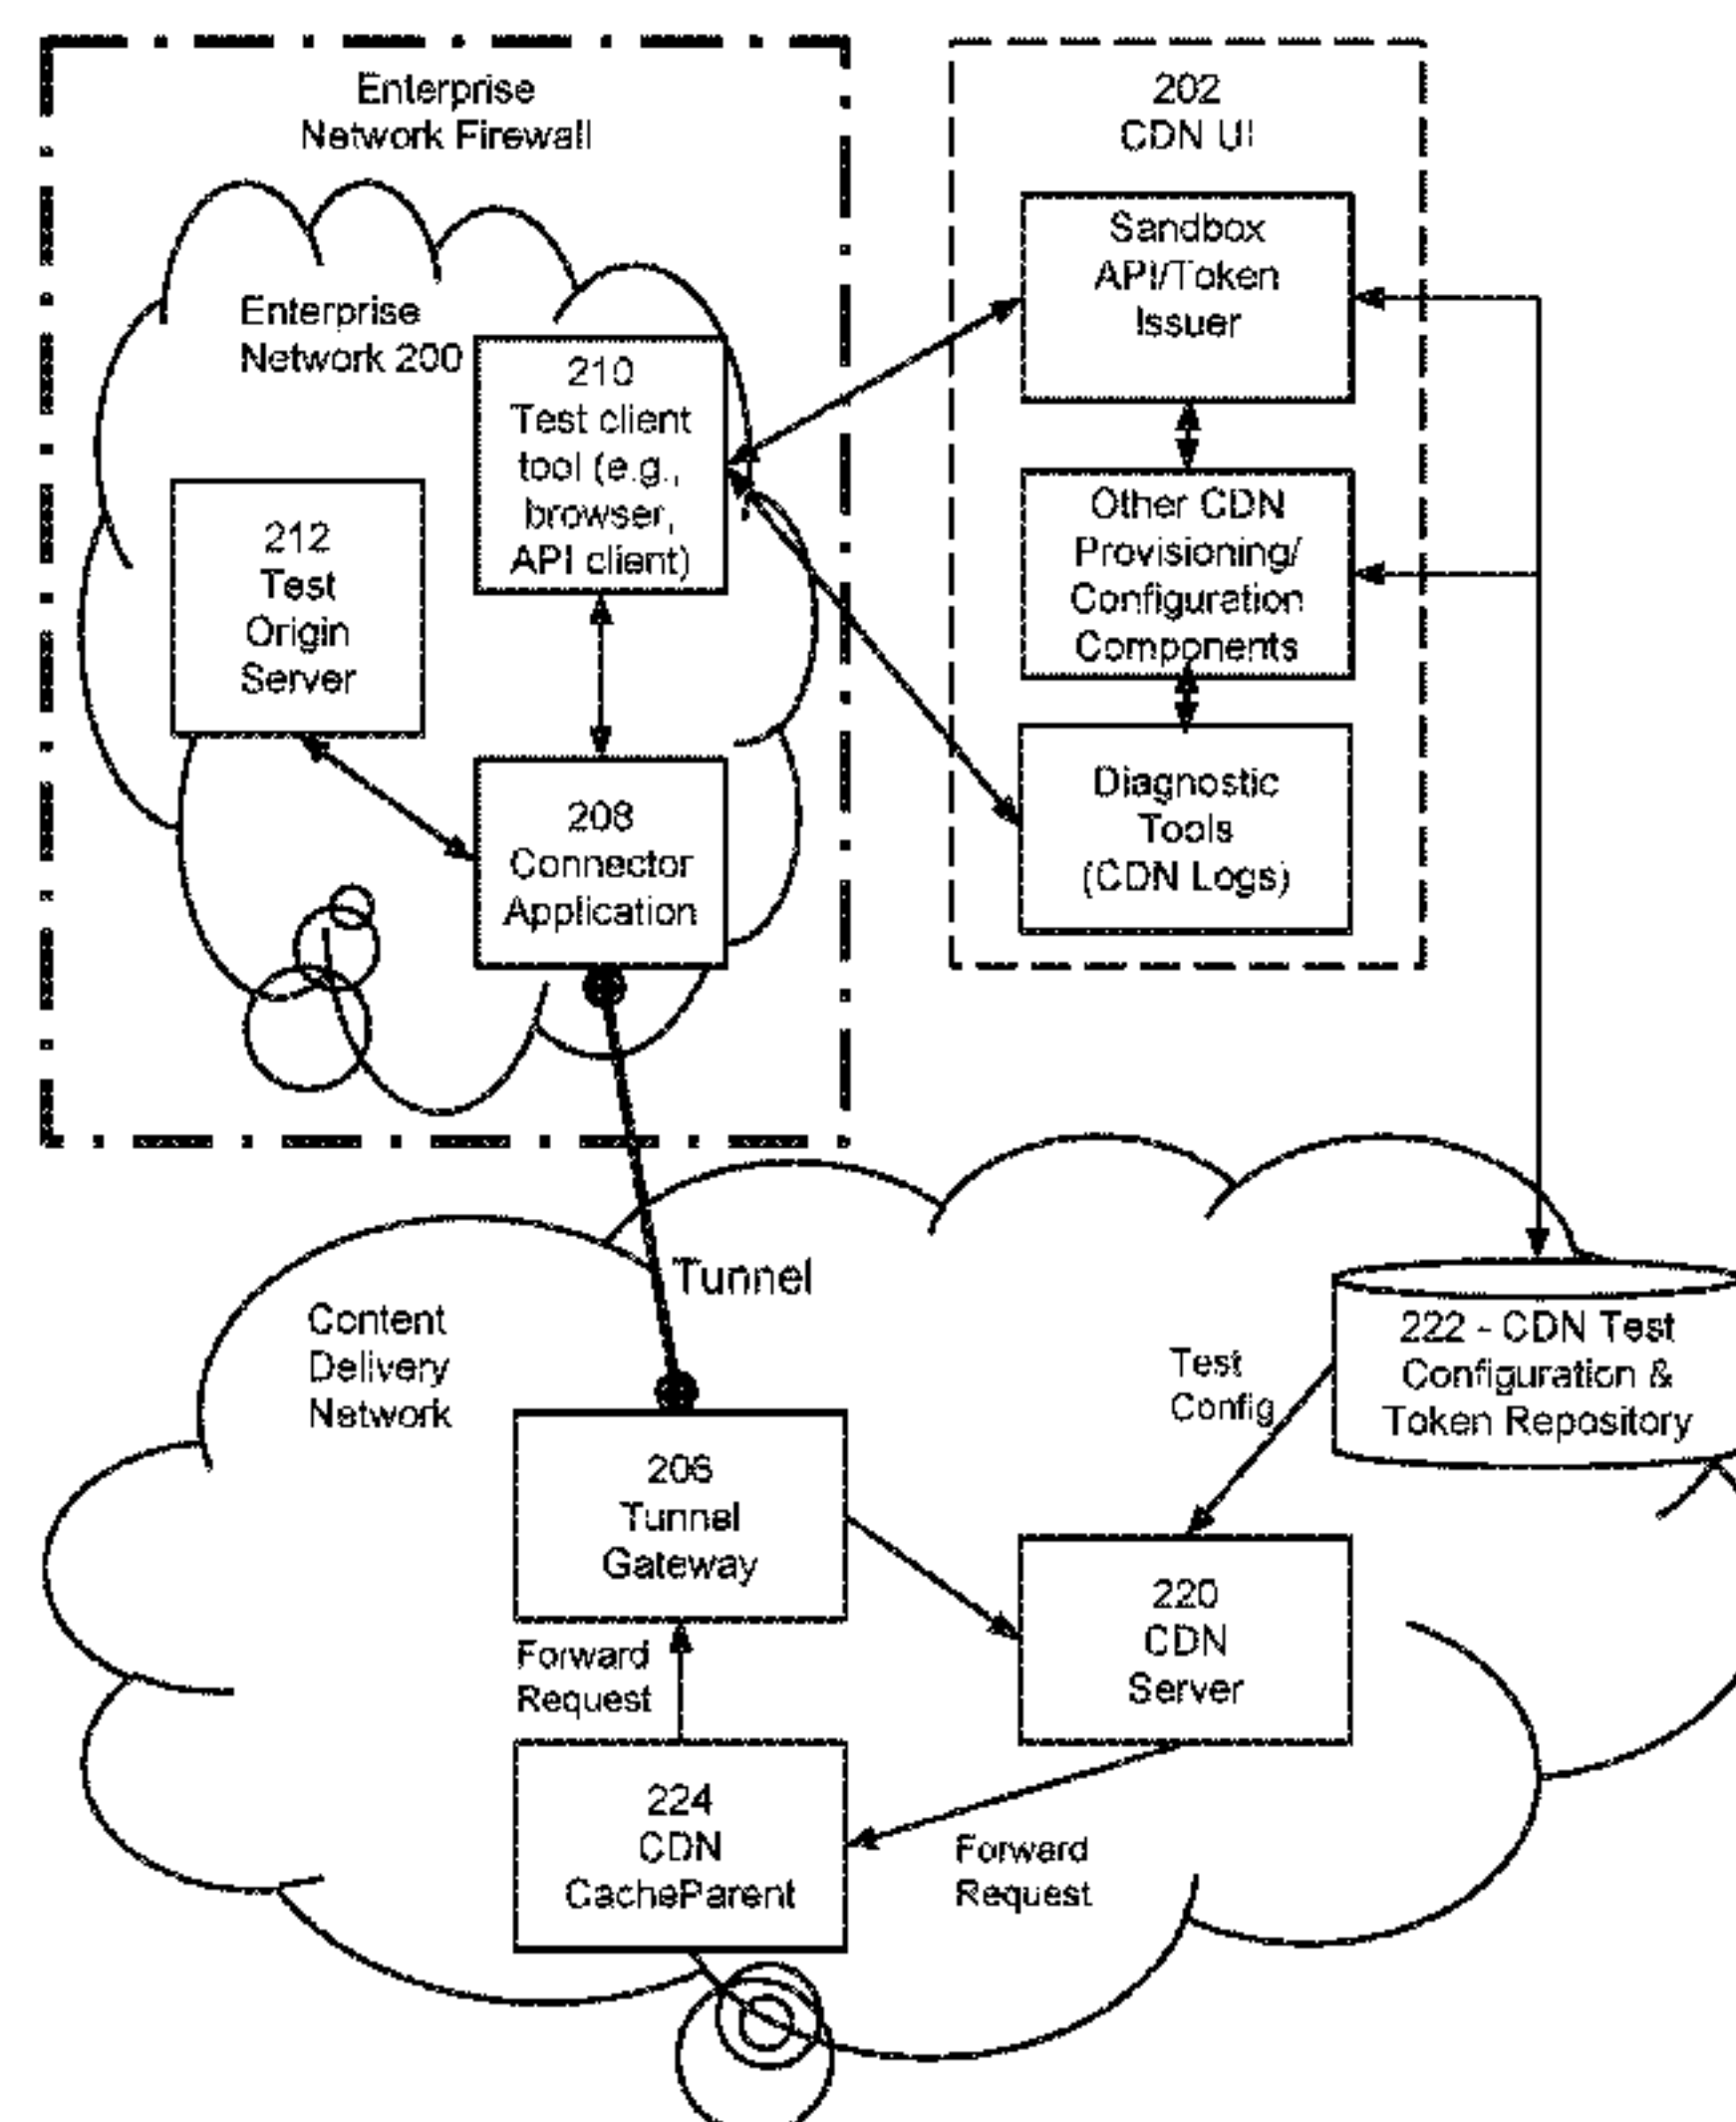 Enterprise
Network Firewall
Enterprise
Network 200
210
Test client
tool (e.g.,
browser,
API client)
212
Test
Origin
Server
208
Connector
Application
202
CDN UI
Sandbox
API/Token
Issuer
Other CDN
Provisioning/
Configuration
Components
Diagnostic
Tools
(CDN Logs)
Tunnel
Content
Delivery
Network
222 - CDN Test
Configuration &
Token Repository
Test
Config
206
Tunnel
Gateway
220
CDN
Server
Forward
Request
224
CDN
CacheParent
Forward
Request